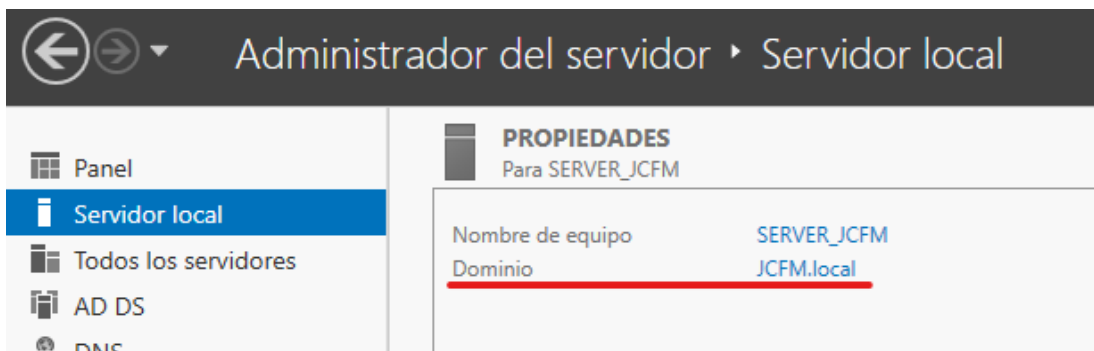 Administrador del servidor ‣ Servidor local
Panel
Servidor local
Todos los servidores
AD DS
DNS
PROPIEDADES
Para SERVER_JCFM
Nombre de equipo SERVER_JCFM
Dominio JCFM.local